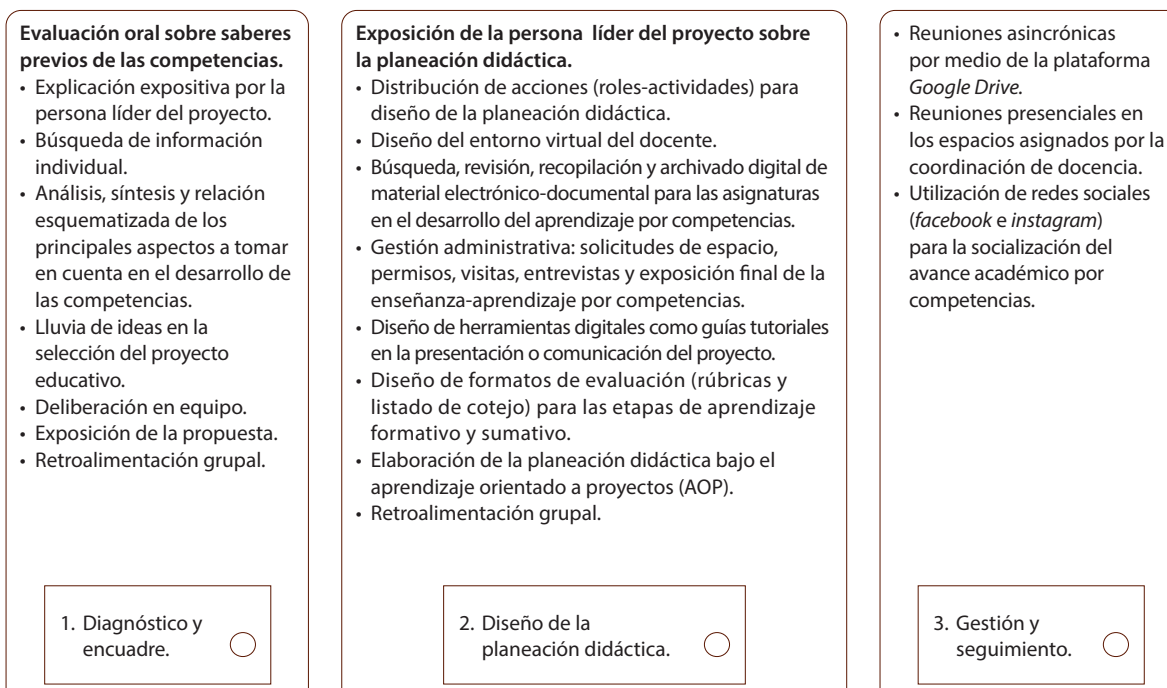 Evaluación oral sobre saberes
previos de las competencias.
• Explicación expositiva por la
persona líder del proyecto.
• Búsqueda de información
individual.
• Análisis, síntesis y relación
esquematizada de los
principales aspectos a tomar
en cuenta en el desarrollo de
las competencias.
• Lluvia de ideas en la
selección del proyecto
educativo.
• Deliberación en equipo.
• Exposición de la propuesta.
• Retroalimentación grupal.
1. Diagnóstico y
encuadre.
Exposición de la persona líder del proyecto sobre
la planeación didáctica.
• Distribución de acciones (roles-actividades) para
diseño de la planeación didáctica.
• Diseño del entorno virtual del docente.
• Búsqueda, revisión, recopilación y archivado digital de
material electrónico-documental para las asignaturas
en el desarrollo del aprendizaje por competencias.
• Gestión administrativa: solicitudes de espacio,
permisos, visitas, entrevistas y exposición final de la
enseñanza-aprendizaje por competencias.
• Diseño de herramientas digitales como guías tutoriales
en la presentación o comunicación del proyecto.
• Diseño de formatos de evaluación (rúbricas y
listado de cotejo) para las etapas de aprendizaje
formativo y sumativo.
• Elaboración de la planeación didáctica bajo el
aprendizaje orientado a proyectos (AOP).
• Retroalimentación grupal.
2. Diseño de la
planeación didáctica.
• Reuniones asincrónicas
por medio de la plataforma
Google Drive.
• Reuniones presenciales en
los espacios asignados por la
coordinación de docencia.
• Utilización de redes sociales
(facebook e instagram)
para la socialización del
avance académico por
competencias.
3. Gestión y
seguimiento.